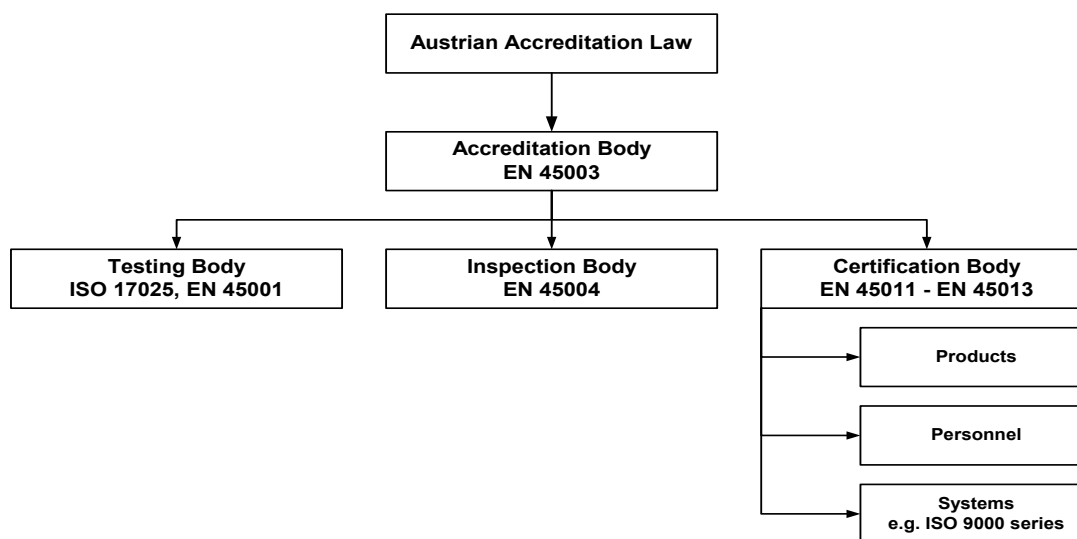 Austrian Accreditation Law
Accreditation Body
EN 45003
Testing Body
ISO 17025, EN 45001
Inspection Body
EN 45004
Certification Body
EN 45011 - EN 45013
Products
Personnel
Systems
e.g. ISO 9000 series